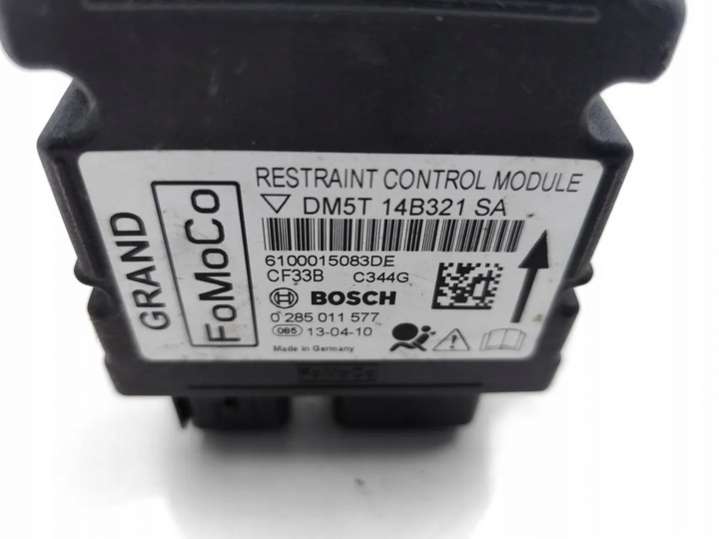 GRAND
FoMoCo
RESTRAINT CONTROL MODULE
DM5T 14B321 SA
6100015083DE
CF33B C344G
BOSCH
0 285 011 577
085 13-04-10
Made in Germany
FoMoCo